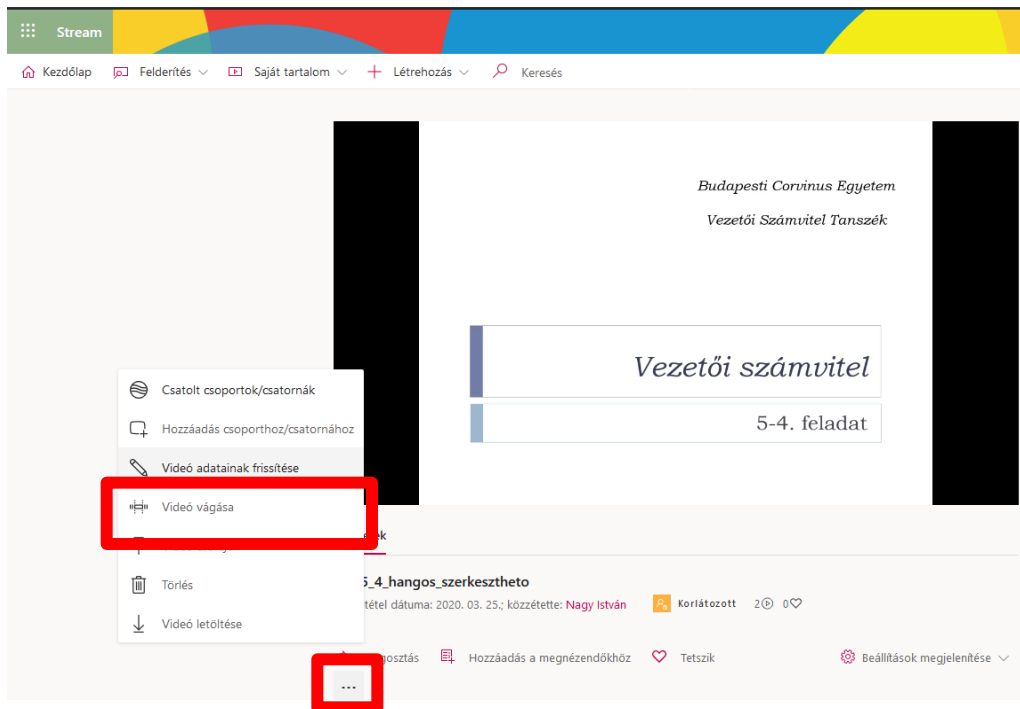 Stream
Kezdőlap Felderítés Saját tartalom Létrehozás Keresés
Budapesti Corvinus Egyetem
Vezetői Számvitel Tanszék
Vezetői számvitel
5-4. feladat
Csatolt csoportok/csatornák
Hozzáadás csoporthoz/csatornához
Videó adatainak frissítése
Videó vágása
Törlés
Videó letöltése
5_4_hangos_szerkesztheto
tétel dátuma: 2020. 03. 25.; közzétette: Nagy István Korlátozott 2 0
Hozzáadás a megnézendőkhöz Tetszik Beállítások megjelenítése
...